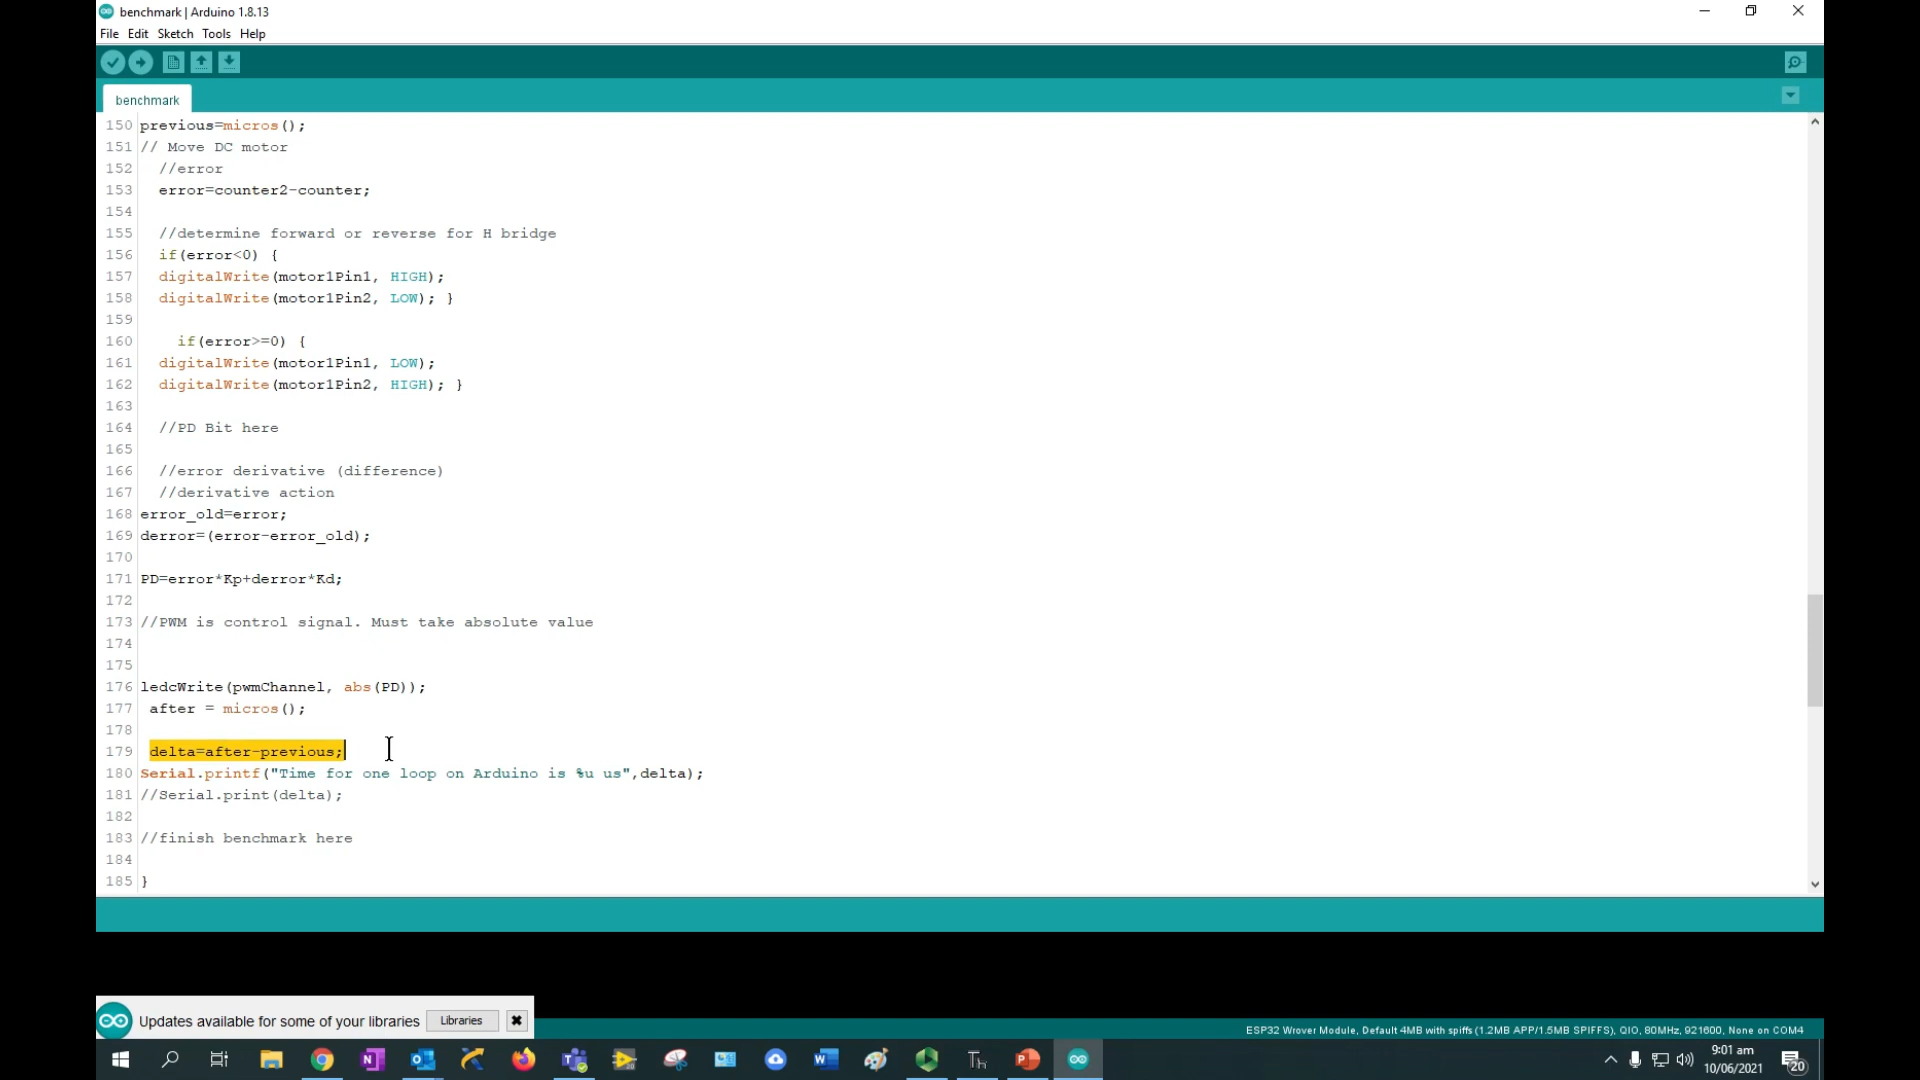 benchmark | Arduino 1.8.13
File Edit Sketch Tools Help
benchmark
150 previous=micros();
151 // Move DC motor
152 //error
153 error=counter2-counter;
154
155 //determine forward or reverse for H bridge
156 if(error<0) {
157 digitalWrite(motor1Pin1, HIGH);
158 digitalWrite(motor1Pin2, LOW); }
159
160 if(error>=0) {
161 digitalWrite(motor1Pin1, LOW);
162 digitalWrite(motor1Pin2, HIGH); }
163
164 //PD Bit here
165
166 //error derivative (difference)
167 //derivative action
168 error_old=error;
169 derror=(error-error_old);
170
171 PD=error*Kp+derror*Kd;
172
173 //PWM is control signal. Must take absolute value
174
175
176 ledcWrite(pwmChannel, abs(PD));
177 after = micros();
178
179 delta=after-previous;
180 Serial.printf("Time for one loop on Arduino is %u us",delta);
181 //Serial.print(delta);
182
183 //finish benchmark here
184
185 }
Updates available for some of your libraries Libraries
ESP32 Wrover Module, Default 4MB with spiffs (1.2MB APP/1.5MB SPIFFS), QIO, 80MHz, 921600, None on COM4
9:01 am
10/06/2021
20